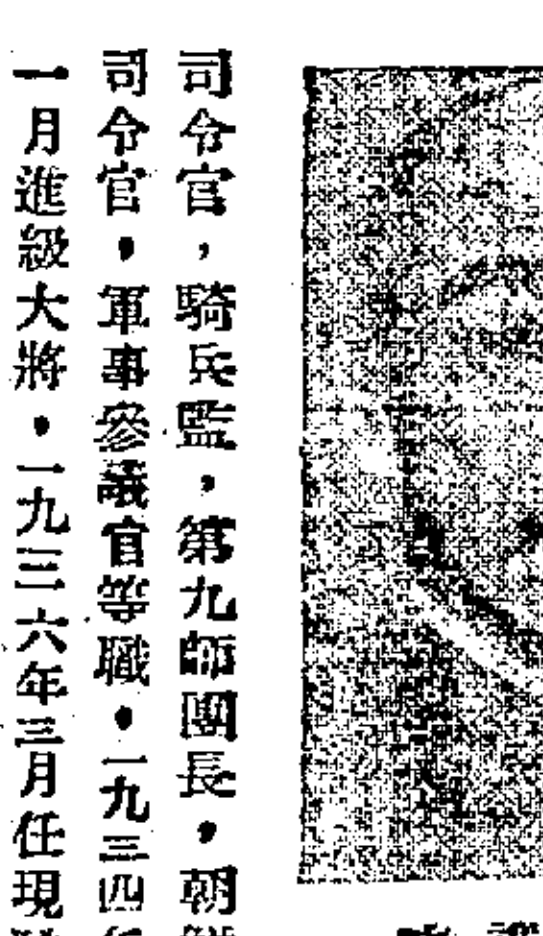 司令官，騎兵監，第九師團長，朝
司令官，軍事參議官等職，一九三四
一月進級大將，一九三六年三月任現